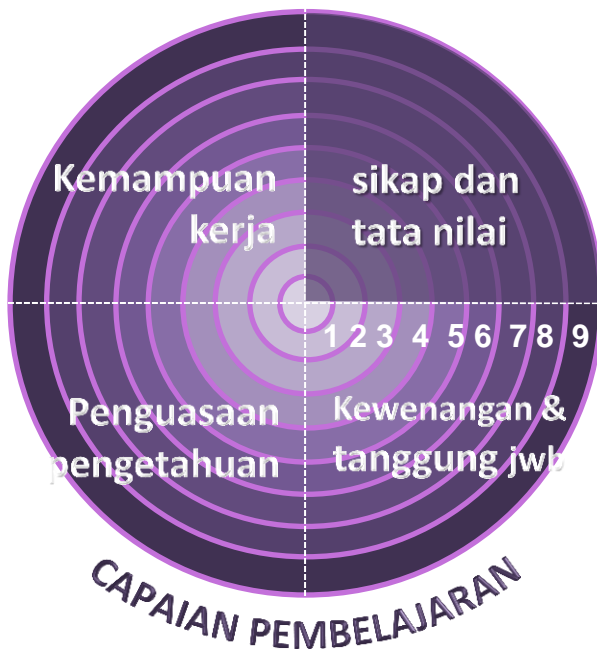 Kemampuan
kerja
sikap dan
tata nilai
1 2 3 4 5 6 7 8 9
Penguasaan
pengetahuan
Kewenangan &
tanggung jwb
CAPAIAN PEMBELAJARAN